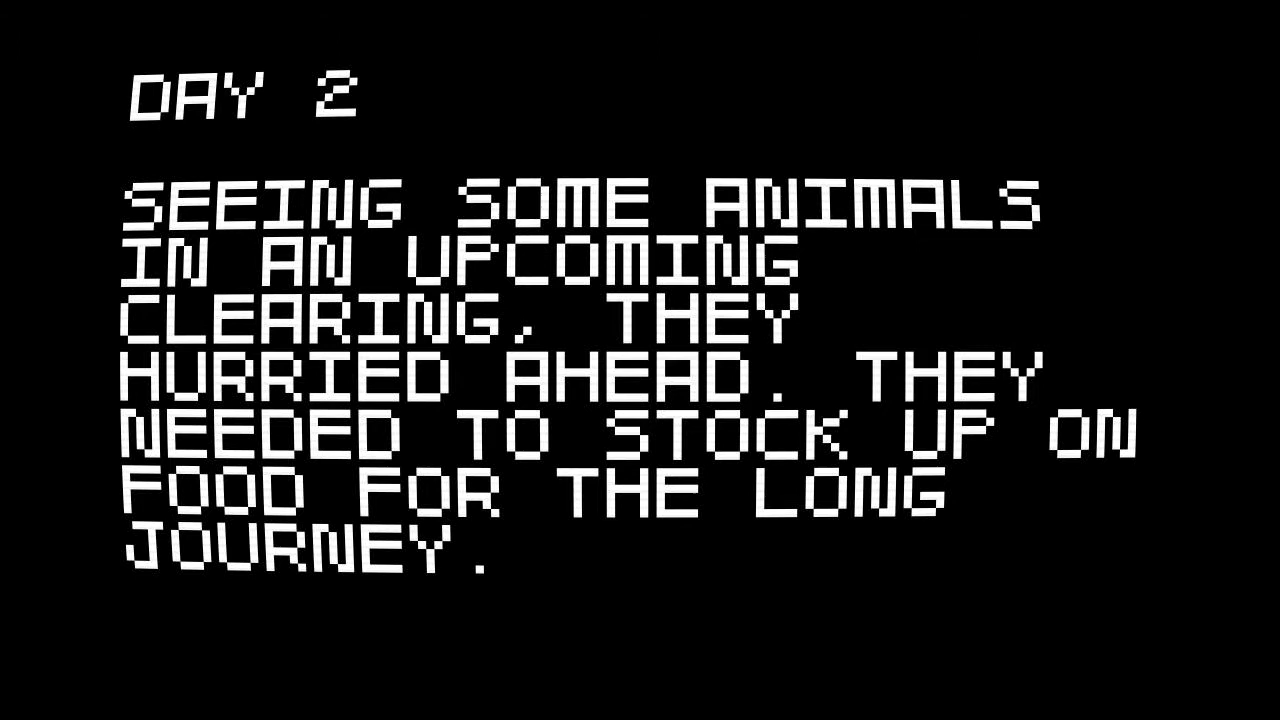 DAY 2
SEEING SOME ANIMALS
IN AN UPCOMING
CLEARING, THEY
HURRIED AHEAD. THEY
NEEDED TO STOCK UP ON
FOOD FOR THE LONG
JOURNEY.